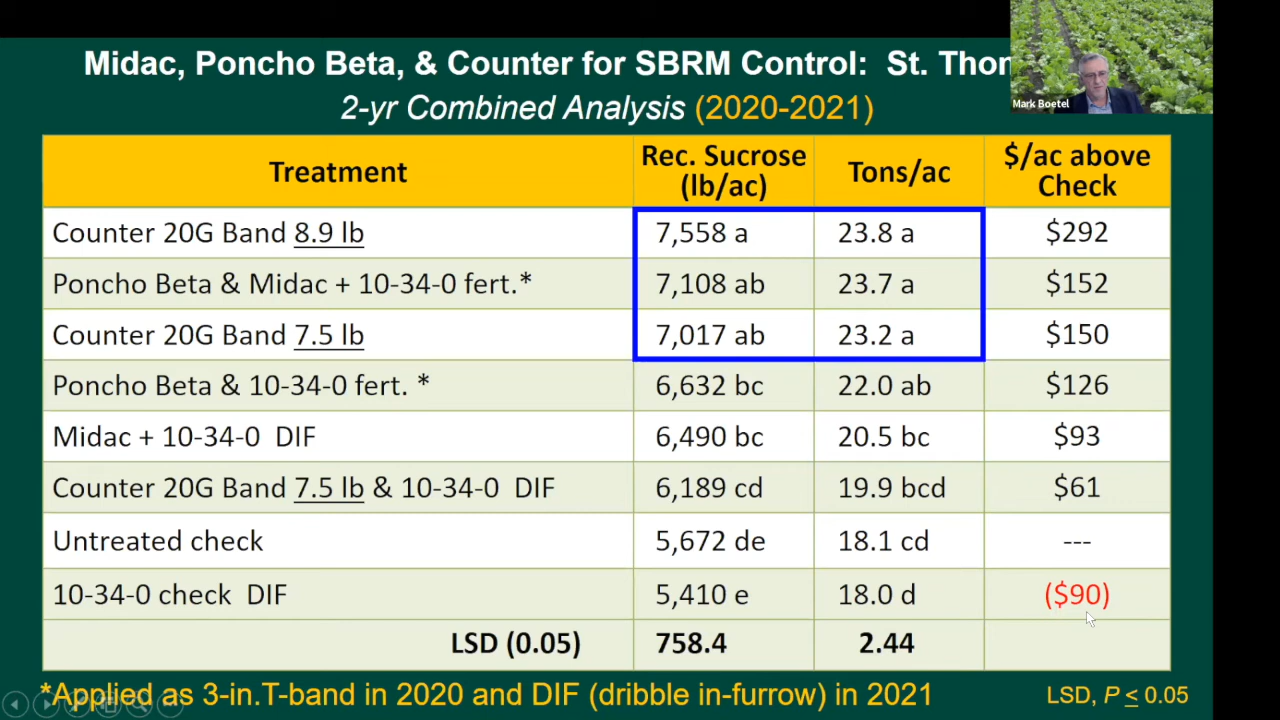 Midac, Poncho Beta, & Counter for SBRM Control: St. Thom
2-yr Combined Analysis (2020-2021)
Mark Boetel
Treatment Rec. Sucrose (lb/ac) Tons/ac $/ac above Check
Counter 20G Band 8.9 lb 7,558 a 23.8 a $292
Poncho Beta & Midac + 10-34-0 fert.* 7,108 ab 23.7 a $152
Counter 20G Band 7.5 lb 7,017 ab 23.2 a $150
Poncho Beta & 10-34-0 fert. * 6,632 bc 22.0 ab $126
Midac + 10-34-0 DIF 6,490 bc 20.5 bc $93
Counter 20G Band 7.5 lb & 10-34-0 DIF 6,189 cd 19.9 bcd $61
Untreated check 5,672 de 18.1 cd ---
10-34-0 check DIF 5,410 e 18.0 d ($90)
LSD (0.05) 758.4 2.44
*Applied as 3-in.T-band in 2020 and DIF (dribble in-furrow) in 2021
LSD, P ≤ 0.05